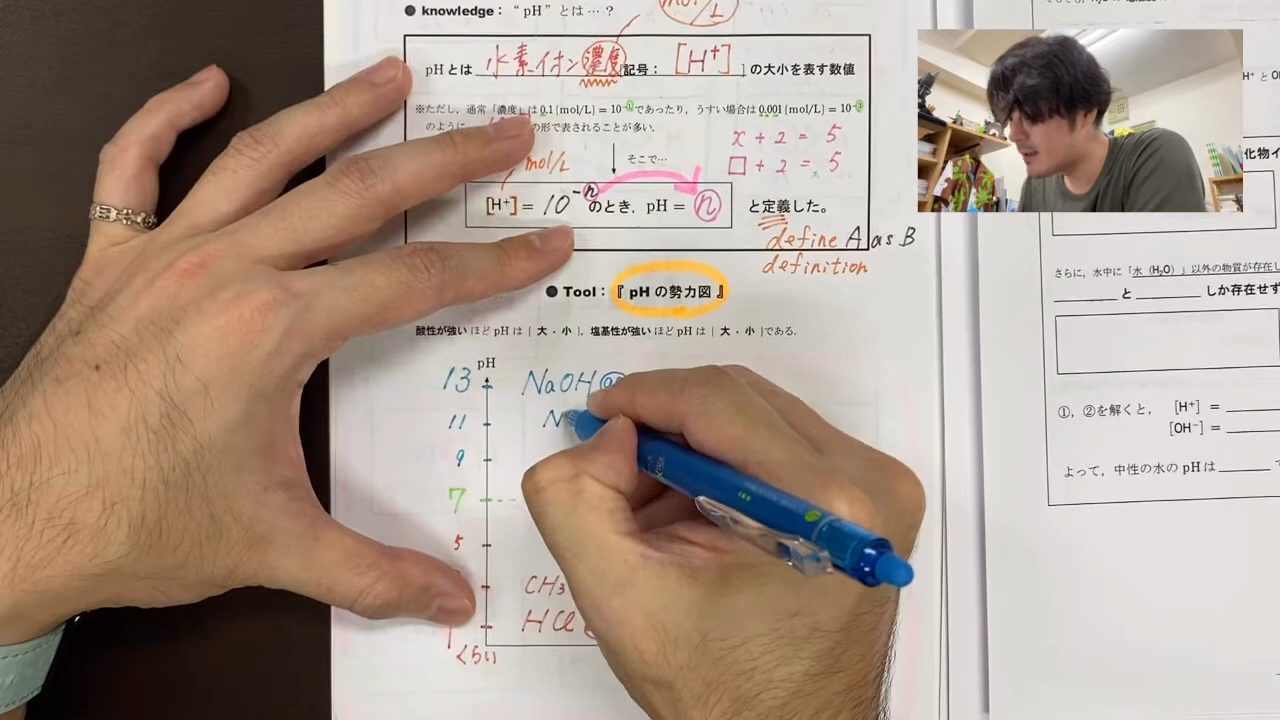 ● knowledge : “pH” とは … ?
mol/L
pHとは 水素イオン濃度 記号： [H⁺] の大小を表す数値
※ただし，通常「濃度」は 0.1 [mol/L] = 10⁻¹ であったり，うすい場合は 0.001 [mol/L] = 10⁻³
の形で表されることが多い．
x + 2 = 5
そこで…
□ + 2 = 5
mol/L
[H⁺] = 10⁻ⁿ のとき，pH = n と定義した。
define A as B
definition
● Tool：『 pH の勢力図 』
酸性が強い ほど pH は [ 大 ・ 小 ]，塩基性が強い ほど pH は [ 大 ・ 小 ] である．
pH
13 NaOH
11 N
9
7
5
CH₃
1 HCl
くらい
さらに，水中に「水（H₂O）」以外の物質が存在し
と しか存在せず
①，②を解くと， [H⁺] =
[OH⁻] =
よって，中性の水の pH は